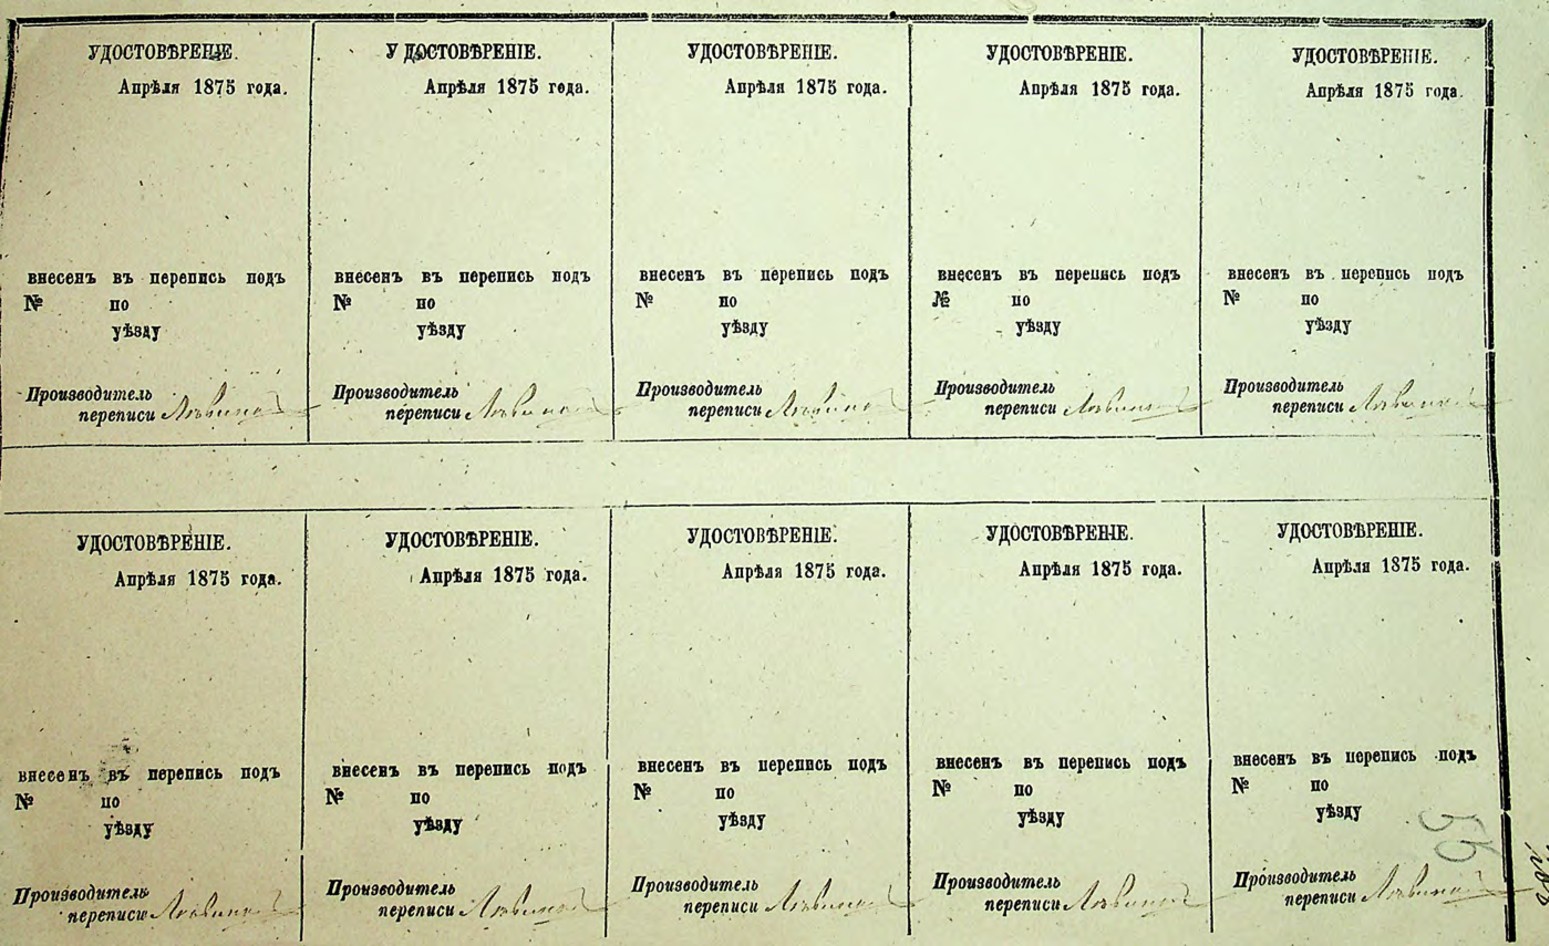 УДОСТОВѢРЕНІЕ.
Апрѣля 1875 года.
внесенъ въ перепись подъ
№ по
уѣзду
Производитель
переписи
УДОСТОВѢРЕНІЕ.
Апрѣля 1875 года.
внесенъ въ перепись подъ
№ по
уѣзду
Производитель
переписи
УДОСТОВѢРЕНІЕ.
Апрѣля 1875 года.
внесенъ въ перепись подъ
№ по
уѣзду
Производитель
переписи
УДОСТОВѢРЕНІЕ.
Апрѣля 1875 года.
внесенъ въ перепись подъ
№ по
уѣзду
Производитель
переписи
УДОСТОВѢРЕНІЕ.
Апрѣля 1875 года.
внесенъ въ перепись подъ
№ по
уѣзду
Производитель
переписи
УДОСТОВѢРЕНІЕ.
Апрѣля 1875 года.
внесенъ въ перепись подъ
№ по
уѣзду
Производитель
переписи
УДОСТОВѢРЕНІЕ.
Апрѣля 1875 года.
внесенъ въ перепись подъ
№ по
уѣзду
Производитель
переписи
УДОСТОВѢРЕНІЕ.
Апрѣля 1875 года.
внесенъ въ перепись подъ
№ по
уѣзду
Производитель
переписи
УДОСТОВѢРЕНІЕ.
Апрѣля 1875 года.
внесенъ въ перепись подъ
№ по
уѣзду
Производитель
переписи
УДОСТОВѢРЕНІЕ.
Апрѣля 1875 года.
внесенъ въ перепись подъ
№ по
уѣзду
Производитель
переписи
55